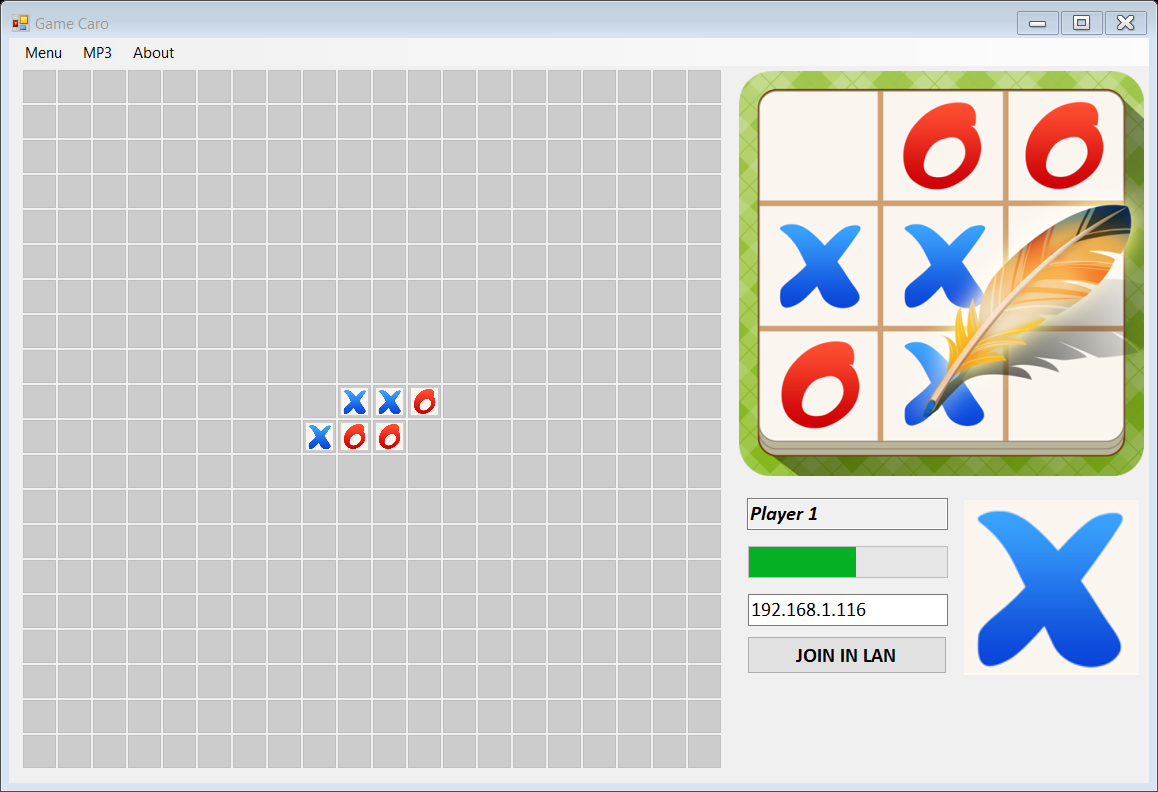 Game Caro
Menu MP3 About
O O
X X
O X
X X O
X O O
Player 1
X
192.168.1.116
JOIN IN LAN